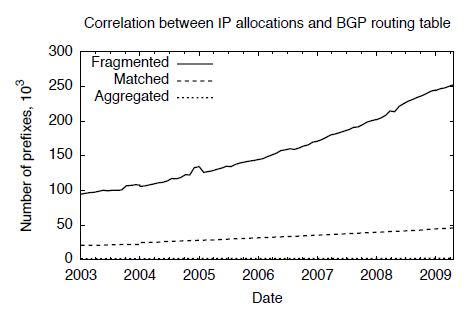 Correlation between IP allocations and BGP routing table
Number of prefixes, 10³
300
250
200
150
100
50
0
Fragmented
Matched
Aggregated
2003 2004 2005 2006 2007 2008 2009
Date